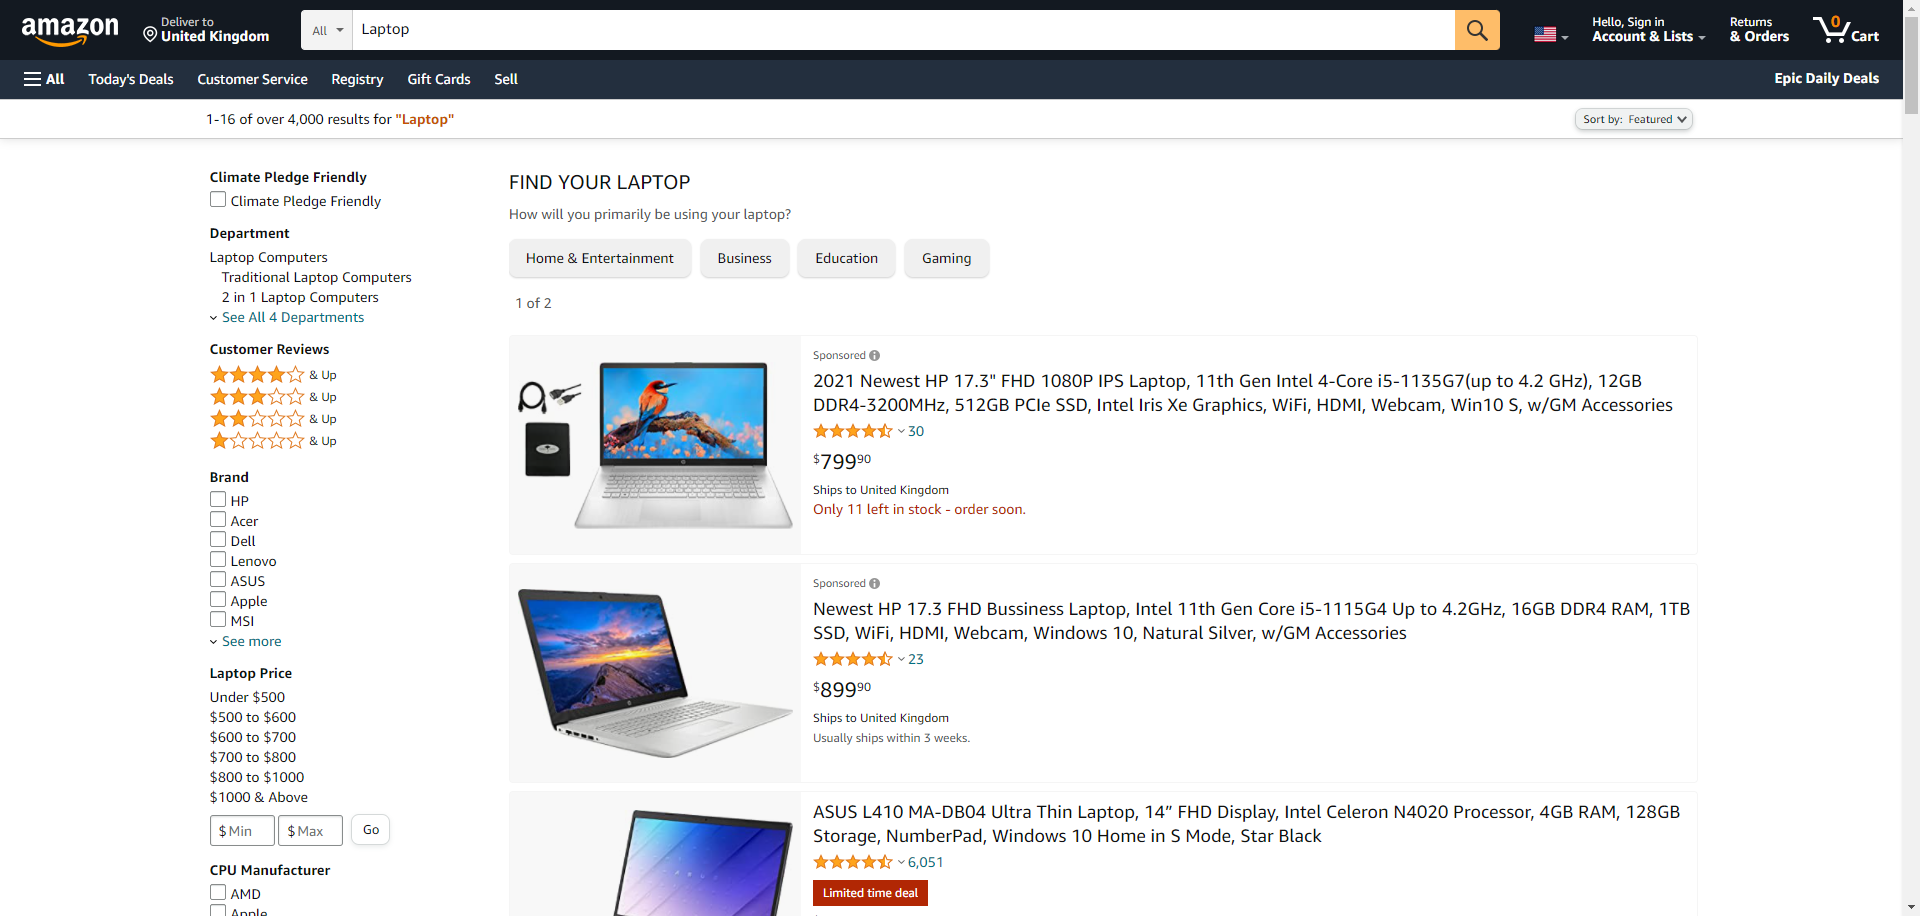 amazon
Deliver to
United Kingdom
All
Laptop
Hello, Sign in
Account & Lists
Returns
& Orders
0
Cart
All
Today's Deals
Customer Service
Registry
Gift Cards
Sell
Epic Daily Deals
1-16 of over 4,000 results for "Laptop"
Sort by: Featured
Climate Pledge Friendly
Climate Pledge Friendly
Department
Laptop Computers
Traditional Laptop Computers
2 in 1 Laptop Computers
See All 4 Departments
Customer Reviews
& Up
& Up
& Up
& Up
Brand
HP
Acer
Dell
Lenovo
ASUS
Apple
MSI
See more
Laptop Price
Under $500
$500 to $600
$600 to $700
$700 to $800
$800 to $1000
$1000 & Above
$ Min
$ Max
Go
CPU Manufacturer
AMD
Apple
FIND YOUR LAPTOP
How will you primarily be using your laptop?
Home & Entertainment
Business
Education
Gaming
1 of 2
Sponsored
2021 Newest HP 17.3" FHD 1080P IPS Laptop, 11th Gen Intel 4-Core i5-1135G7(up to 4.2 GHz), 12GB
DDR4-3200MHz, 512GB PCIe SSD, Intel Iris Xe Graphics, WiFi, HDMI, Webcam, Win10 S, w/GM Accessories
30
$79990
Ships to United Kingdom
Only 11 left in stock - order soon.
Sponsored
Newest HP 17.3 FHD Bussiness Laptop, Intel 11th Gen Core i5-1115G4 Up to 4.2GHz, 16GB DDR4 RAM, 1TB
SSD, WiFi, HDMI, Webcam, Windows 10, Natural Silver, w/GM Accessories
23
$89990
Ships to United Kingdom
Usually ships within 3 weeks.
ASUS L410 MA-DB04 Ultra Thin Laptop, 14” FHD Display, Intel Celeron N4020 Processor, 4GB RAM, 128GB
Storage, NumberPad, Windows 10 Home in S Mode, Star Black
6,051
Limited time deal